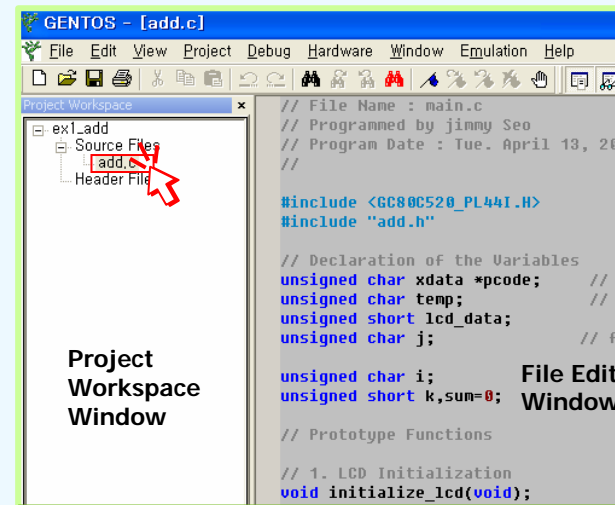 GENTOS - [add.c]
File Edit View Project Debug Hardware Window Emulation Help
Project Workspace
ex1_add
Source Files
add.c
Header File
// File Name : main.c
// Programmed by jimmy Seo
// Program Date : Tue. April 13, 20
//
#include <GC80C520_PL44I.H>
#include "add.h"
// Declaration of the Variables
unsigned char xdata *pcode; //
unsigned char temp; //
unsigned short lcd_data;
unsigned char j; // f
unsigned char i;
unsigned short k,sum=0;
// Prototype Functions
// 1. LCD Initialization
void initialize_lcd(void);
Project
Workspace
Window
File Edit
Window